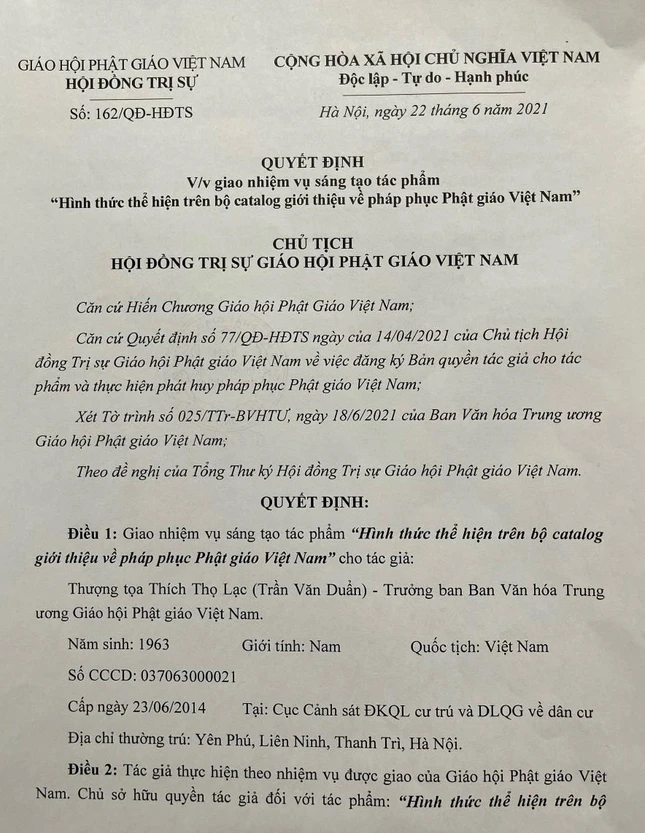 GIÁO HỘI PHẬT GIÁO VIỆT NAM
HỘI ĐỒNG TRỊ SỰ
Số: 162/QĐ-HĐTS
CỘNG HÒA XÃ HỘI CHỦ NGHĨA VIỆT NAM
Độc lập - Tự do - Hạnh phúc
Hà Nội, ngày 22 tháng 6 năm 2021
QUYẾT ĐỊNH
V/v giao nhiệm vụ sáng tạo tác phẩm
“Hình thức thể hiện trên bộ catalog giới thiệu về pháp phục Phật giáo Việt Nam”
CHỦ TỊCH
HỘI ĐỒNG TRỊ SỰ GIÁO HỘI PHẬT GIÁO VIỆT NAM
Căn cứ Hiến Chương Giáo hội Phật Giáo Việt Nam;
Căn cứ Quyết định số 77/QĐ-HĐTS ngày của 14/04/2021 của Chủ tịch Hội
đồng Trị sự Giáo hội Phật giáo Việt Nam về việc đăng ký Bản quyền tác giả cho tác
phẩm và thực hiện phát huy pháp phục Phật giáo Việt Nam;
Xét Tờ trình số 025/TTr-BVHTƯ, ngày 18/6/2021 của Ban Văn hóa Trung ương
Giáo hội Phật giáo Việt Nam;
Theo đề nghị của Tổng Thư ký Hội đồng Trị sự Giáo hội Phật giáo Việt Nam.
QUYẾT ĐỊNH:
Điều 1: Giao nhiệm vụ sáng tạo tác phẩm “Hình thức thể hiện trên bộ catalog
giới thiệu về pháp phục Phật giáo Việt Nam” cho tác giả:
Thượng tọa Thích Thọ Lạc (Trần Văn Duẩn) - Trưởng ban Ban Văn hóa Trung
ương Giáo hội Phật giáo Việt Nam.
Năm sinh: 1963 Giới tính: Nam Quốc tịch: Việt Nam
Số CCCD: 037063000021
Cấp ngày 23/06/2014 Tại: Cục Cảnh sát ĐKQL cư trú và DLQG về dân cư
Địa chỉ thường trú: Yên Phú, Liên Ninh, Thanh Trì, Hà Nội.
Điều 2: Tác giả thực hiện theo nhiệm vụ được giao của Giáo hội Phật giáo Việt
Nam. Chủ sở hữu quyền tác giả đối với tác phẩm: “Hình thức thể hiện trên bộ